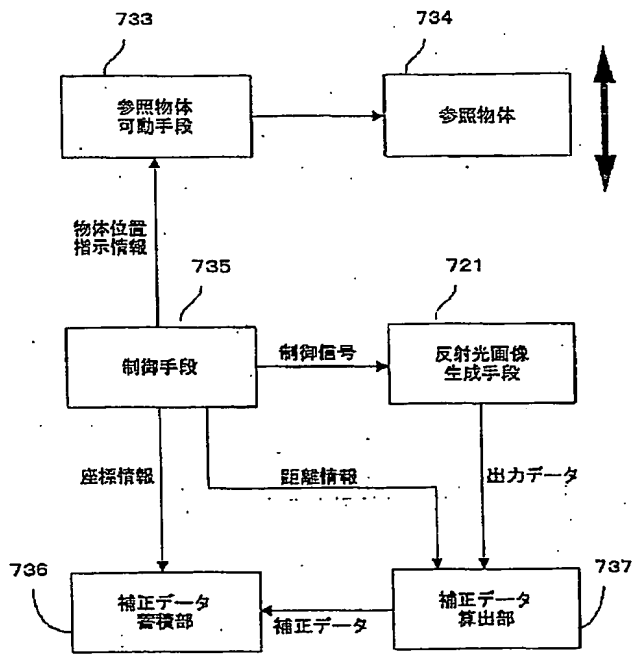 733
734
参照物体
可動手段
参照物体
物体位置
指示情報
735
721
制御手段
制御信号
反射光画像
生成手段
座標情報
距離情報
出力データ
736
737
補正データ
蓄積部
補正データ
補正データ
算出部